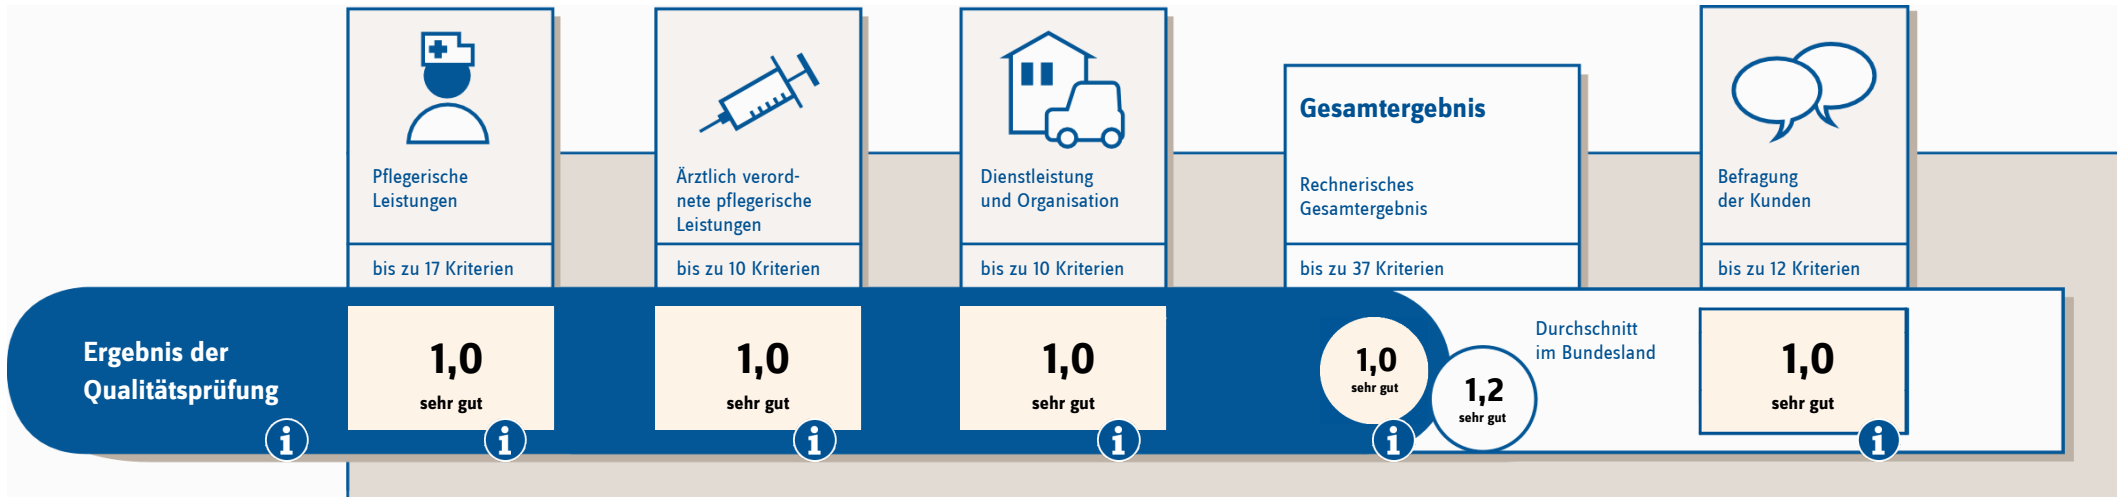 Pflegerische
Leistungen
bis zu 17 Kriterien
Ärztlich verord-
nete pflegerische
Leistungen
bis zu 10 Kriterien
Dienstleistung
und Organisation
bis zu 10 Kriterien
Gesamtergebnis
Rechnerisches
Gesamtergebnis
bis zu 37 Kriterien
Befragung
der Kunden
bis zu 12 Kriterien
Ergebnis der
Qualitätsprüfung
i
1,0
sehr gut
i
1,0
sehr gut
i
1,0
sehr gut
i
1,0
sehr gut
i
1,2
sehr gut
Durchschnitt
im Bundesland
1,0
sehr gut
i